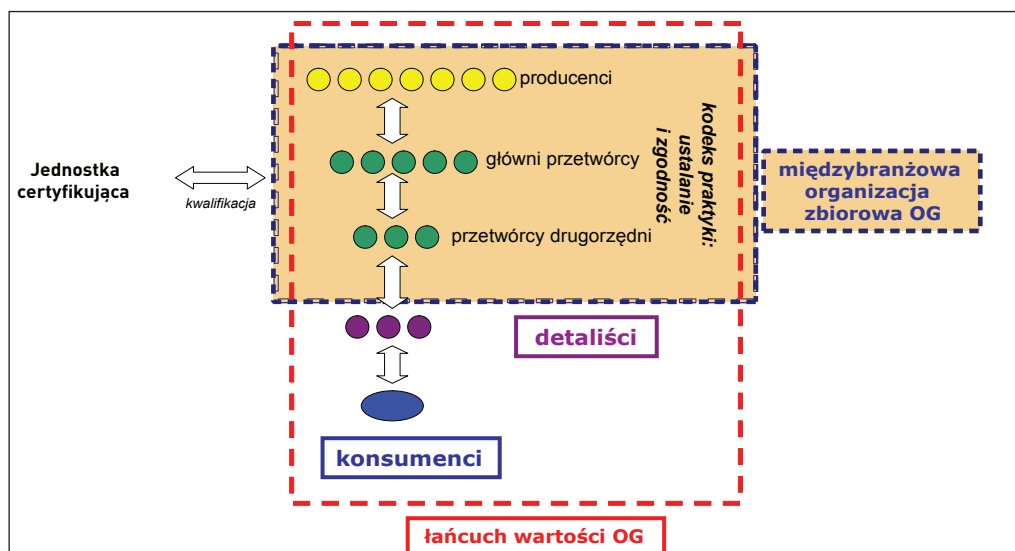 producenci
główni przetwórcy
przetwórcy drugorzędni
kodeks praktyki:
ustalanie
i zgodność
Jednostka
certyfikująca
kwalifikacja
międzybranżowa
organizacja
zbiorowa OG
detaliści
konsumenci
łańcuch wartości OG